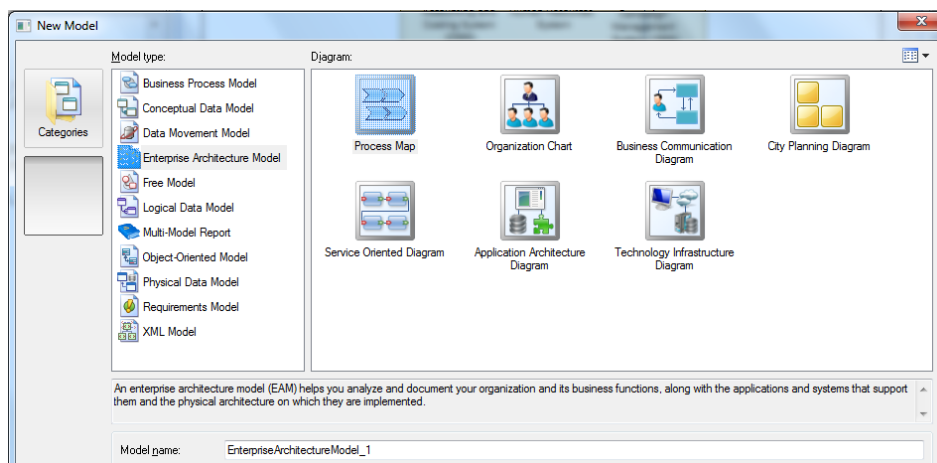 New Model
Model type:
Diagram:
Categories
Business Process Model
Conceptual Data Model
Data Movement Model
Enterprise Architecture Model
Free Model
Logical Data Model
Multi-Model Report
Object-Oriented Model
Physical Data Model
Requirements Model
XML Model
Process Map
Organization Chart
Business Communication
Diagram
City Planning Diagram
Service Oriented Diagram
Application Architecture
Diagram
Technology Infrastructure
Diagram
An enterprise architecture model (EAM) helps you analyze and document your organization and its business functions, along with the applications and systems that support
them and the physical architecture on which they are implemented.
Model name:
EnterpriseArchitectureModel_1